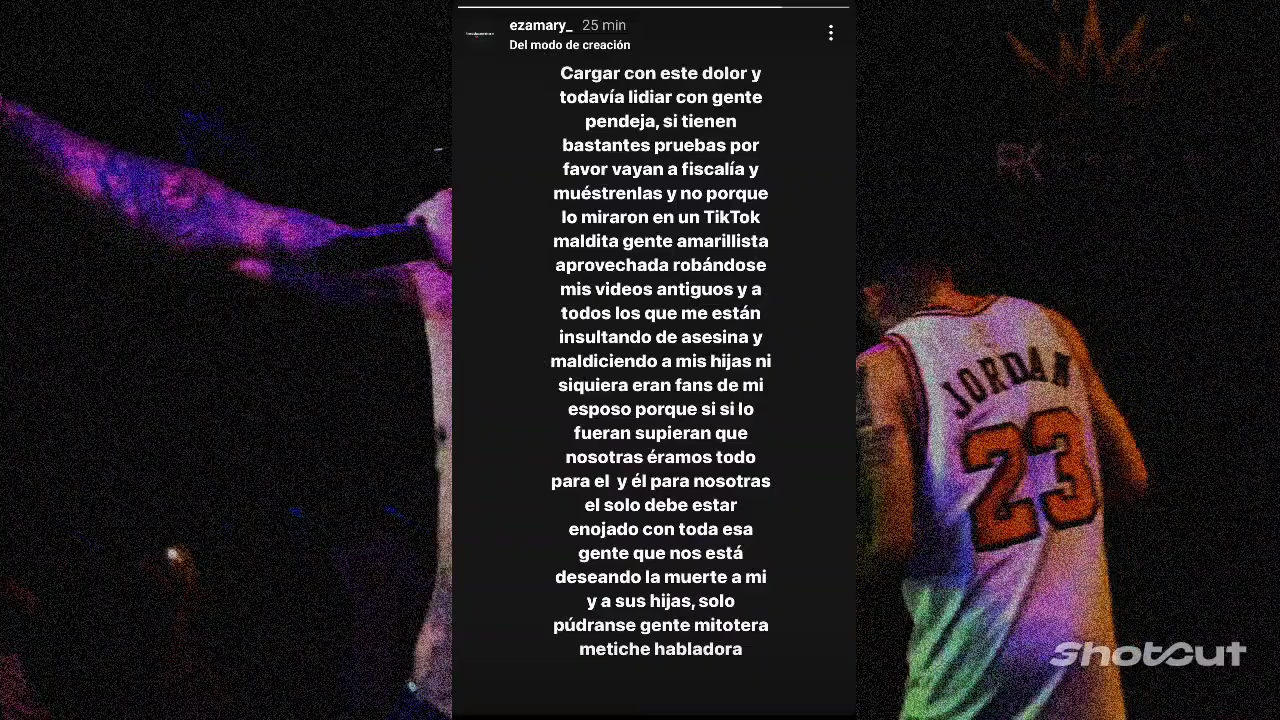 ezamary_ 25 min
Del modo de creación
Cargar con este dolor y
todavía lidiar con gente
pendeja, si tienen
bastantes pruebas por
favor vayan a fiscalía y
muéstrenlas y no porque
lo miraron en un TikTok
maldita gente amarillista
aprovechada robándose
mis videos antiguos y a
todos los que me están
insultando de asesina y
maldiciendo a mis hijas ni
siquiera eran fans de mi
esposo porque si si lo
fueran supieran que
nosotras éramos todo
para el y él para nosotras
el solo debe estar
enojado con toda esa
gente que nos está
deseando la muerte a mi
y a sus hijas, solo
púdranse gente mitotera
metiche habladora
JORDAN
23
SHOTCUT